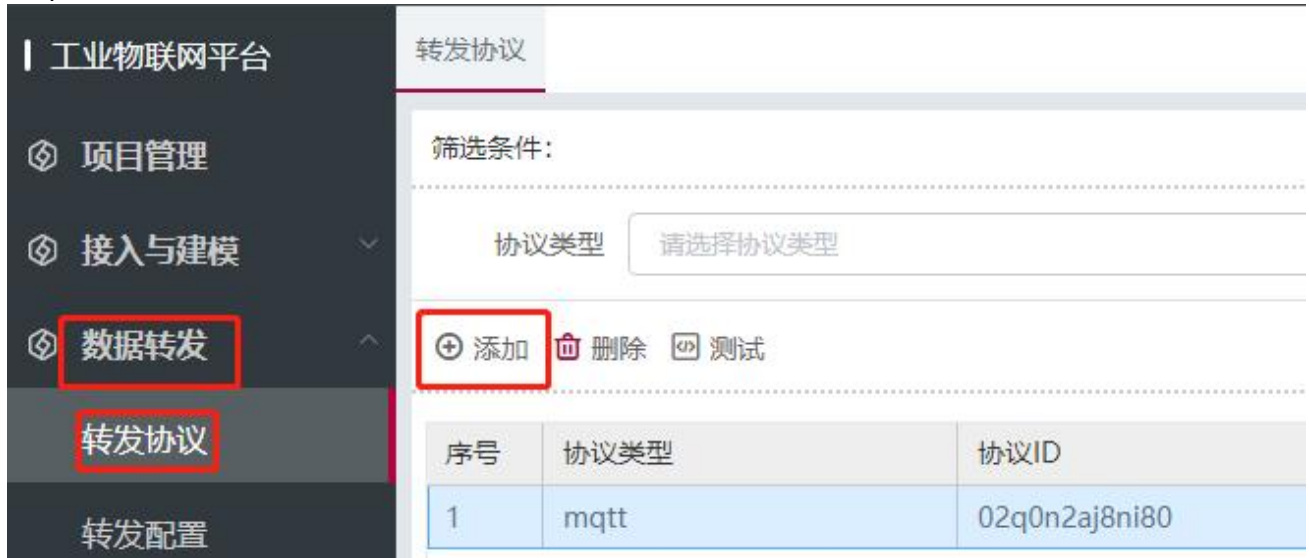 工业物联网平台
转发协议
项目管理
筛选条件：
接入与建模
协议类型 请选择协议类型
数据转发
添加 删除 测试
转发协议
序号 协议类型 协议ID
1 mqtt 02q0n2aj8ni80
转发配置